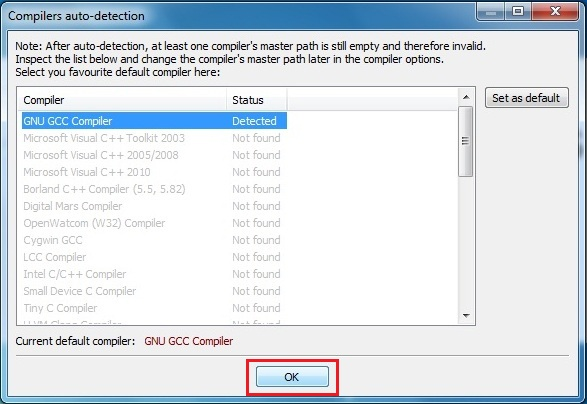 Compilers auto-detection
Note: After auto-detection, at least one compiler's master path is still empty and therefore invalid.
Inspect the list below and change the compiler's master path later in the compiler options.
Select you favourite default compiler here:
Compiler Status
Set as default
GNU GCC Compiler Detected
Microsoft Visual C++ Toolkit 2003 Not found
Microsoft Visual C++ 2005/2008 Not found
Microsoft Visual C++ 2010 Not found
Borland C++ Compiler (5.5, 5.82) Not found
Digital Mars Compiler Not found
OpenWatcom (W32) Compiler Not found
Cygwin GCC Not found
LCC Compiler Not found
Intel C/C++ Compiler Not found
Small Device C Compiler Not found
Tiny C Compiler Not found
LLVM Clang Compiler Not found
Current default compiler: GNU GCC Compiler
OK